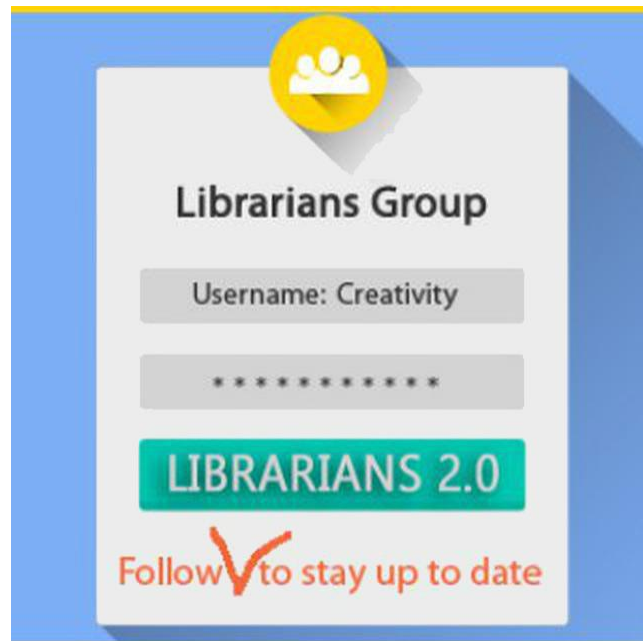 Librarians Group
Username: Creativity
* * * * * * * * * * *
LIBRARIANS 2.0
Follow to stay up to date